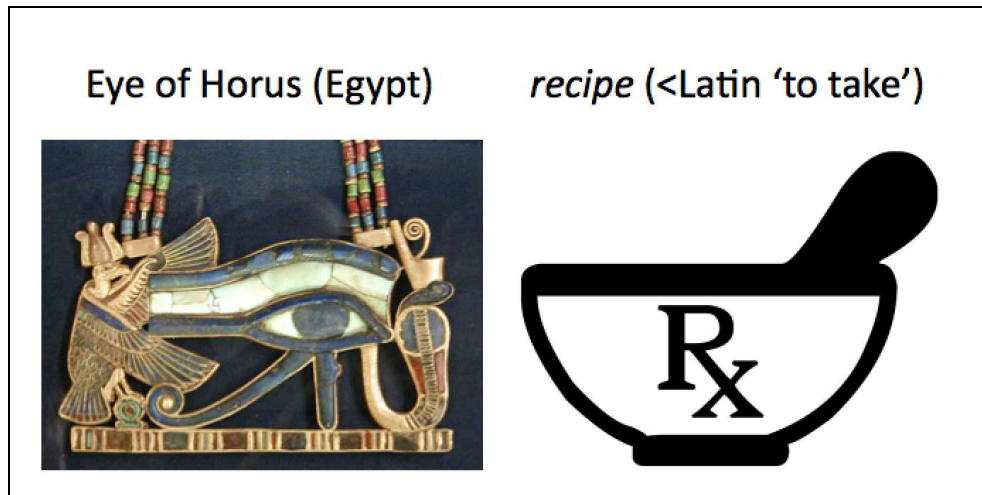 Eye of Horus (Egypt)
recipe (<Latin ‘to take’)
Rx